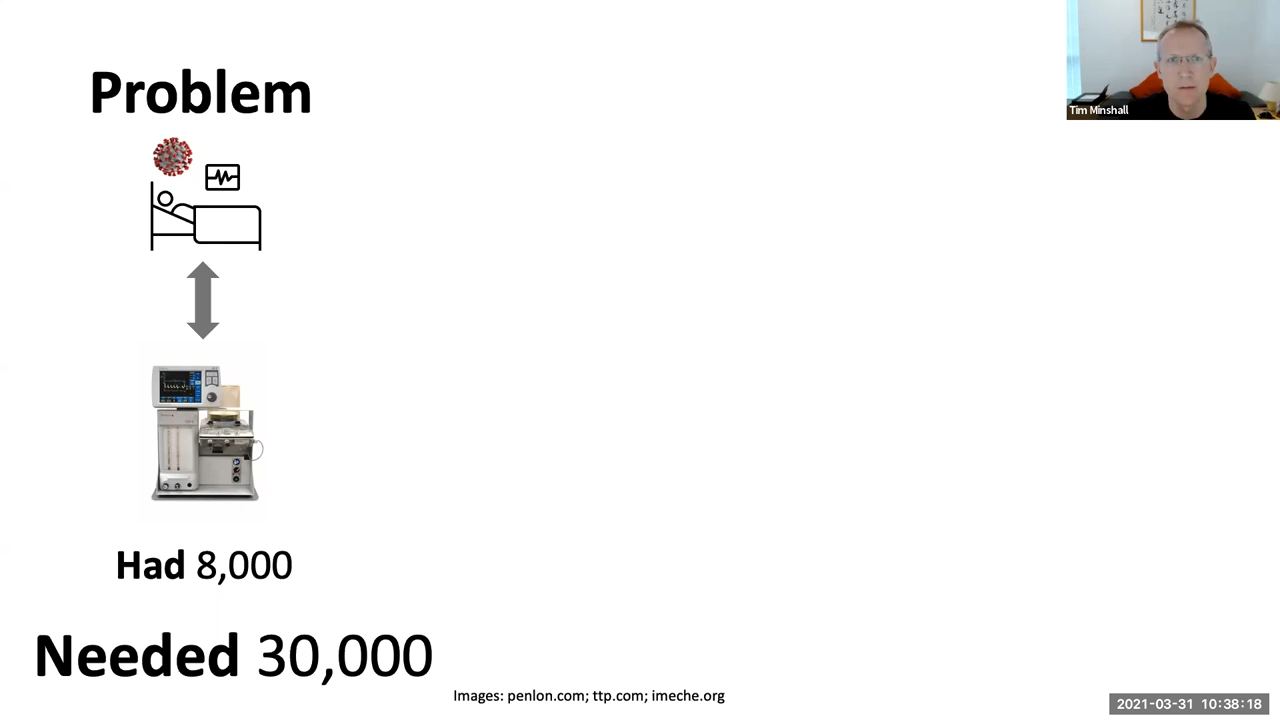 Problem
Tim Minshall
Had 8,000
Needed 30,000
Images: penlon.com; ttp.com; imeche.org
2021-03-31 10:38:18